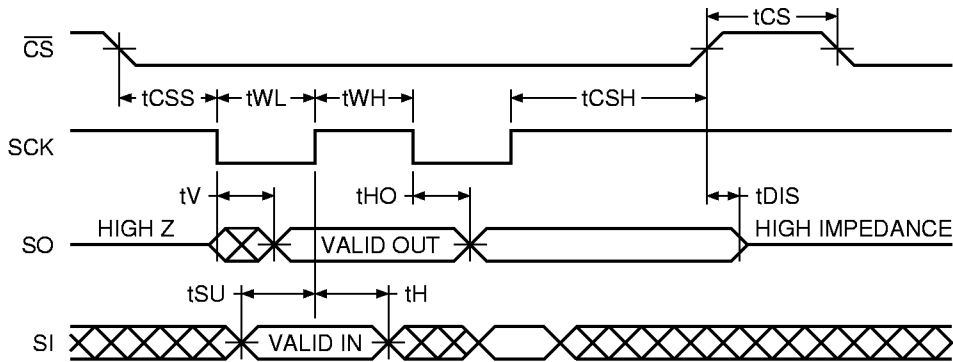 tCS
C̅S̅
tCSS tWL tWH tCSH
SCK
tV tHO tDIS
HIGH Z HIGH IMPEDANCE
SO VALID OUT
tSU tH
SI VALID IN